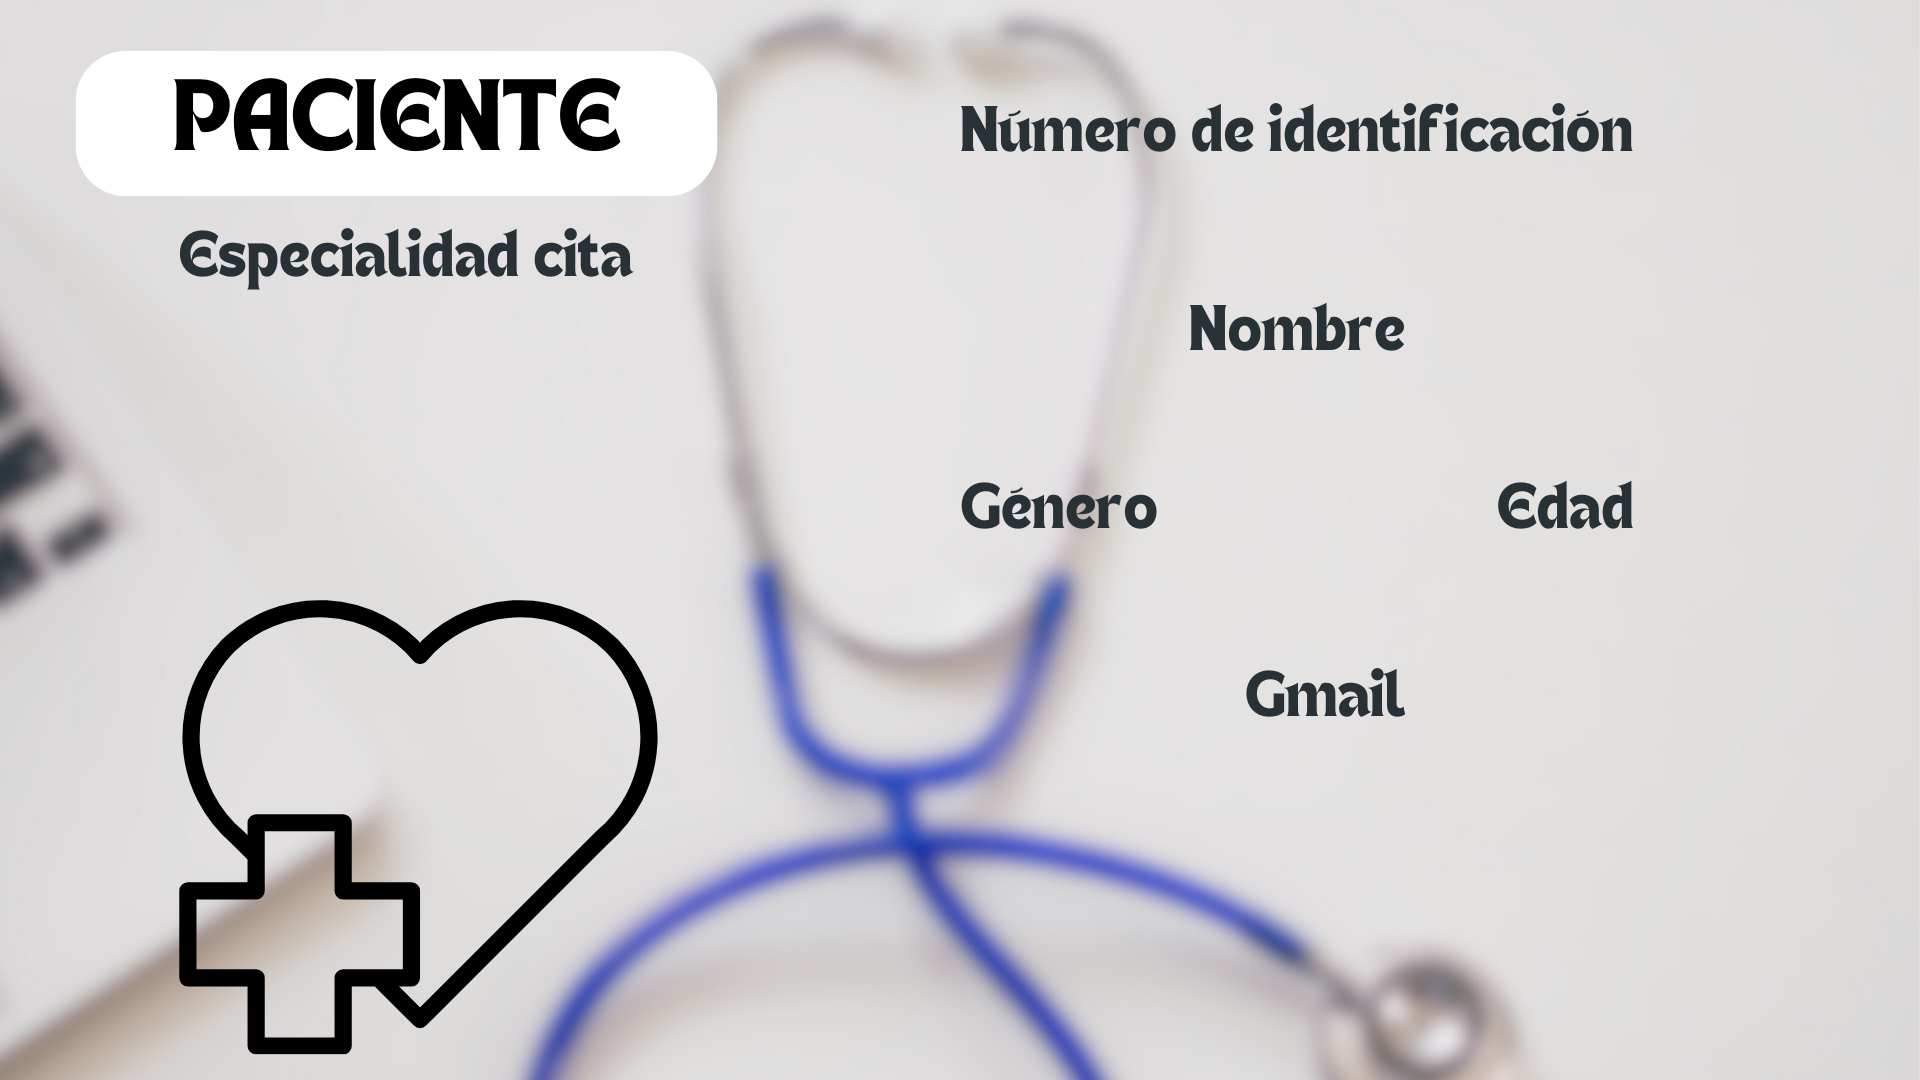 PACIENTE
Especialidad cita
Número de identificación
Nombre
Género
Edad
Gmail